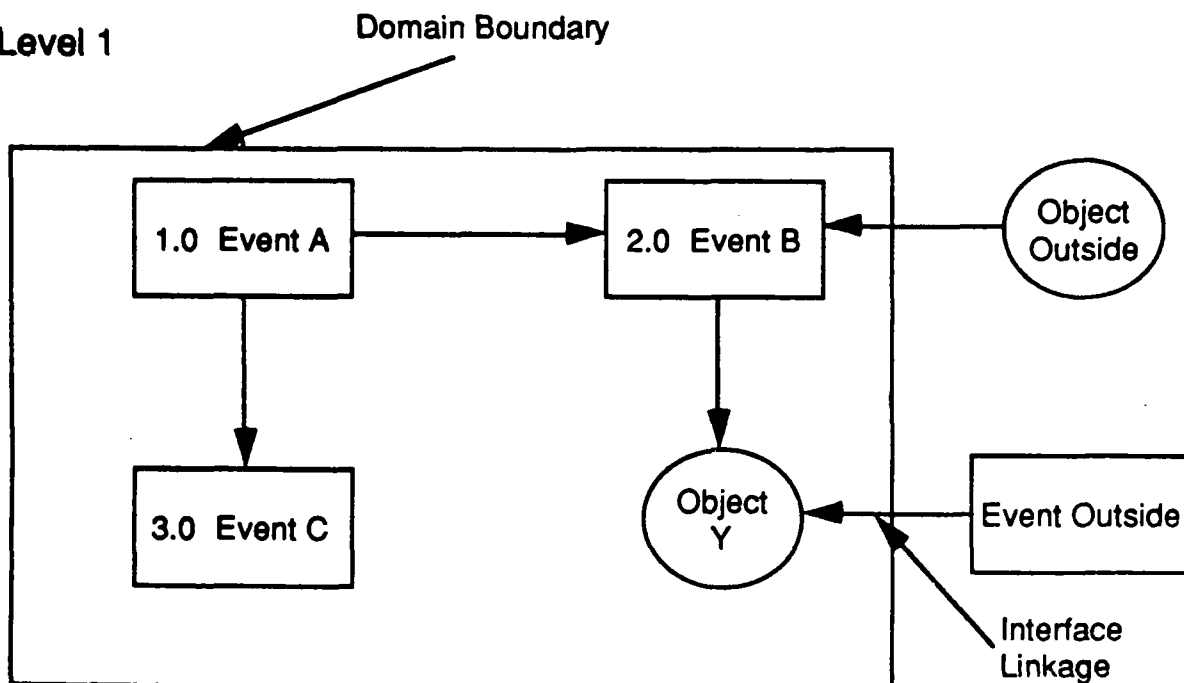 Level 1
Domain Boundary
1.0 Event A
2.0 Event B
Object
Outside
3.0 Event C
Object
Y
Event Outside
Interface
Linkage